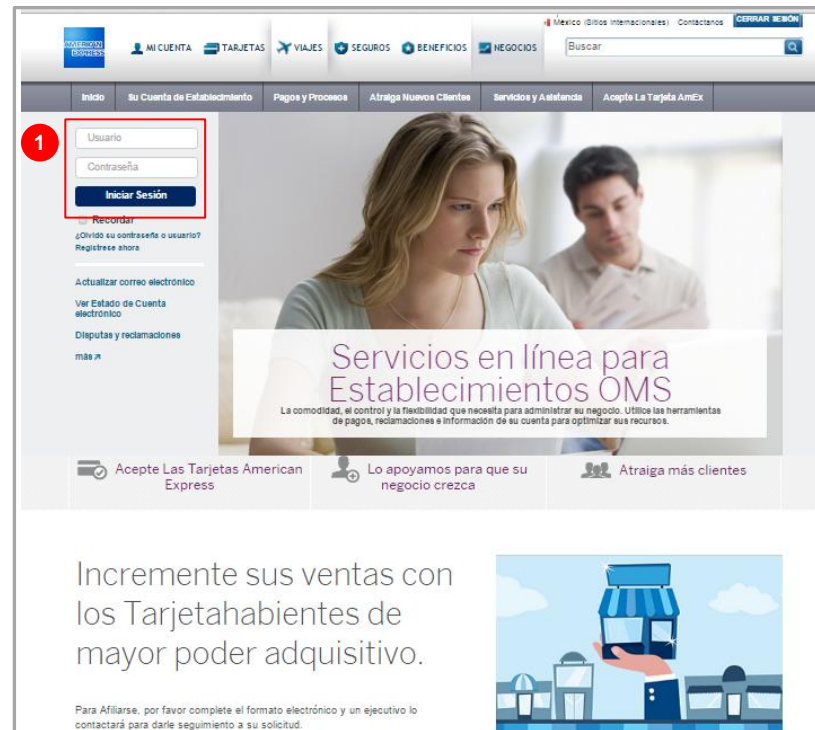 México (Sitios Internacionales) Contáctanos CERRAR SESIÓN
AMERICAN EXPRESS
MI CUENTA TARJETAS VIAJES SEGUROS BENEFICIOS NEGOCIOS Buscar
Inicio Su Cuenta de Establecimiento Pagos y Procesos Atraiga Nuevos Clientes Servicios y Asistencia Acepte La Tarjeta AmEx
1
Usuario
Contraseña
Iniciar Sesión
Recordar
¿Olvidó su contraseña o usuario?
Regístrese ahora
Actualizar correo electrónico
Ver Estado de Cuenta
electrónico
Disputas y reclamaciones
más
Servicios en línea para
Establecimientos OMS
La comodidad, el control y la flexibilidad que necesita para administrar su negocio. Utilice las herramientas
de pagos, reclamaciones e información de su cuenta para optimizar sus recursos.
Acepte Las Tarjetas American
Express
Lo apoyamos para que su
negocio crezca
Atraiga más clientes
Incremente sus ventas con
los Tarjetahabientes de
mayor poder adquisitivo.
Para Afiliarse, por favor complete el formato electrónico y un ejecutivo lo
contactará para darle seguimiento a su solicitud.